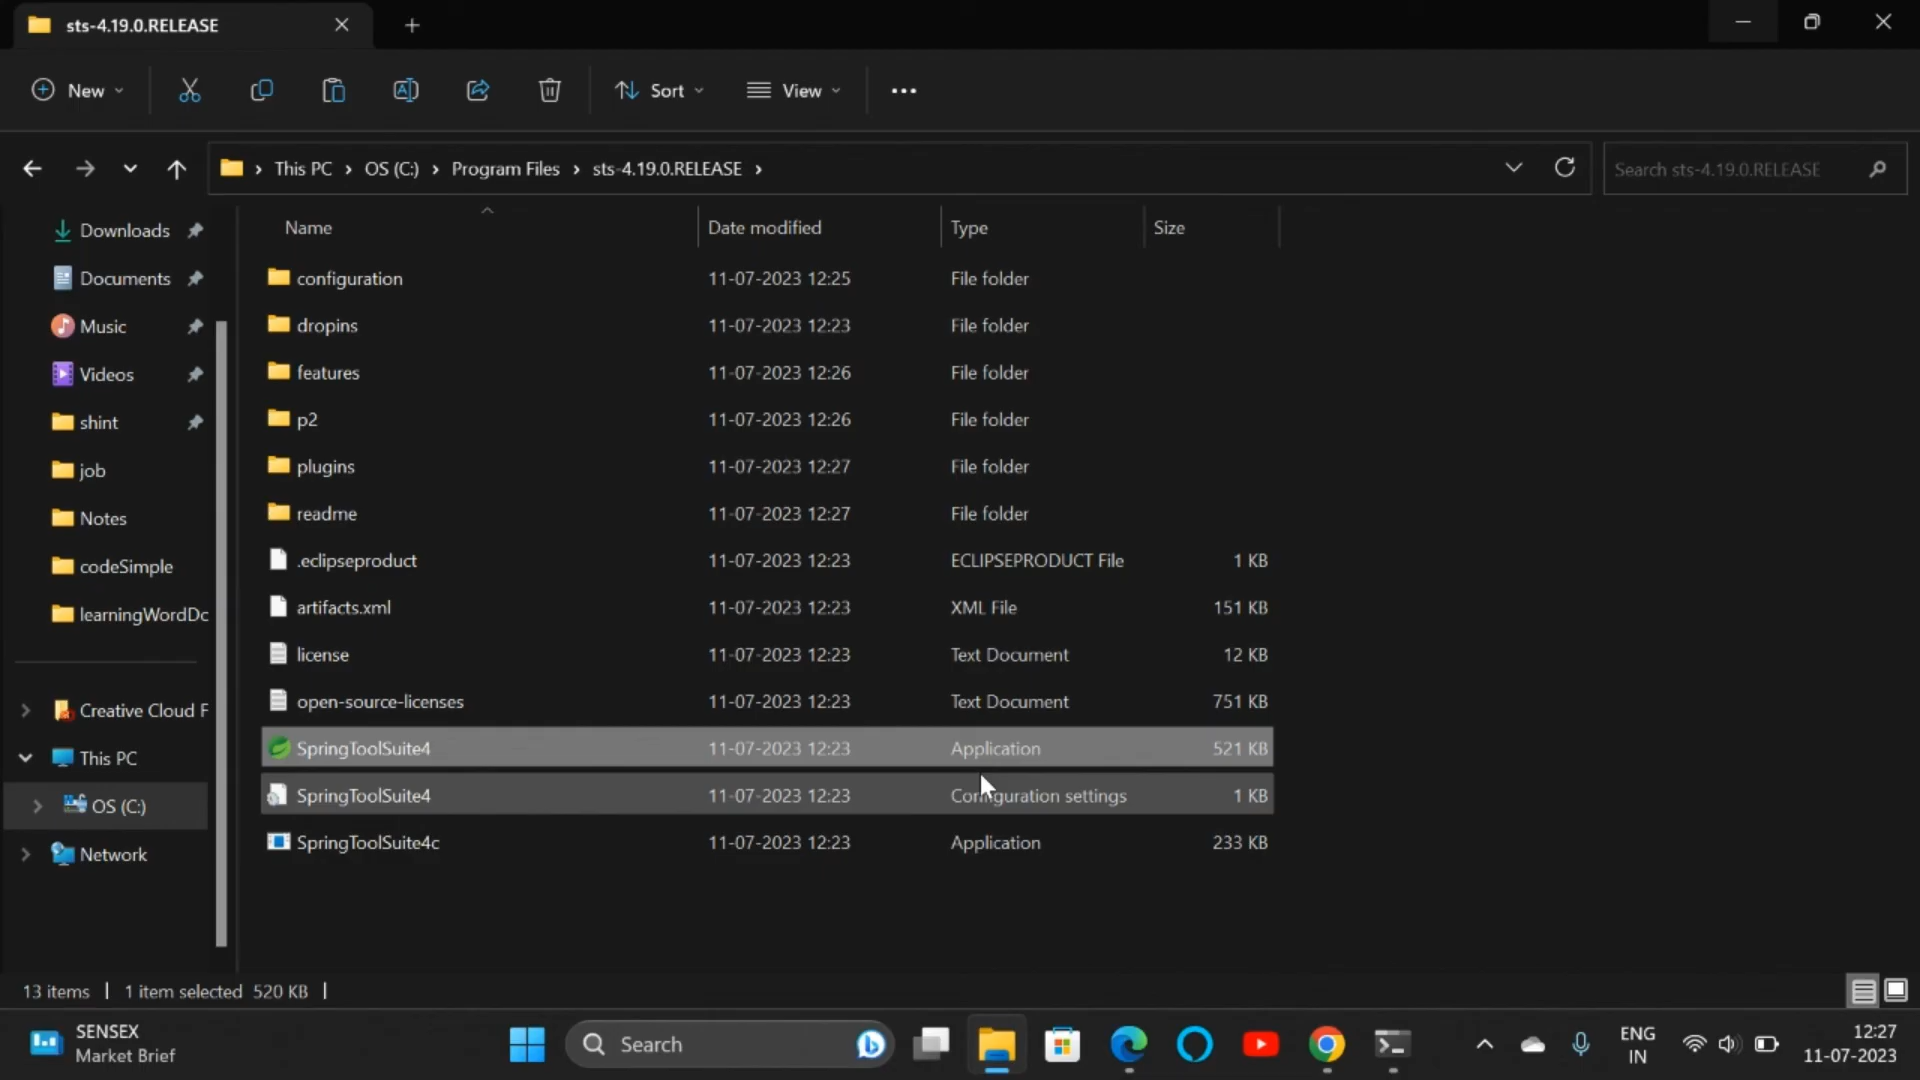 sts-4.19.0.RELEASE
New
Sort
View
This PC > OS (C:) > Program Files > sts-4.19.0.RELEASE >
Search sts-4.19.0.RELEASE
Name Date modified Type Size
Downloads
Documents
Music
Videos
shint
job
Notes
codeSimple
learningWordDc
Creative Cloud F
This PC
OS (C:)
Network
configuration 11-07-2023 12:25 File folder
dropins 11-07-2023 12:23 File folder
features 11-07-2023 12:26 File folder
p2 11-07-2023 12:26 File folder
plugins 11-07-2023 12:27 File folder
readme 11-07-2023 12:27 File folder
.eclipseproduct 11-07-2023 12:23 ECLIPSEPRODUCT File 1 KB
artifacts.xml 11-07-2023 12:23 XML File 151 KB
license 11-07-2023 12:23 Text Document 12 KB
open-source-licenses 11-07-2023 12:23 Text Document 751 KB
SpringToolSuite4 11-07-2023 12:23 Application 521 KB
SpringToolSuite4 11-07-2023 12:23 Configuration settings 1 KB
SpringToolSuite4c 11-07-2023 12:23 Application 233 KB
13 items | 1 item selected 520 KB |
SENSEX
Market Brief
Search
ENG
IN
12:27
11-07-2023